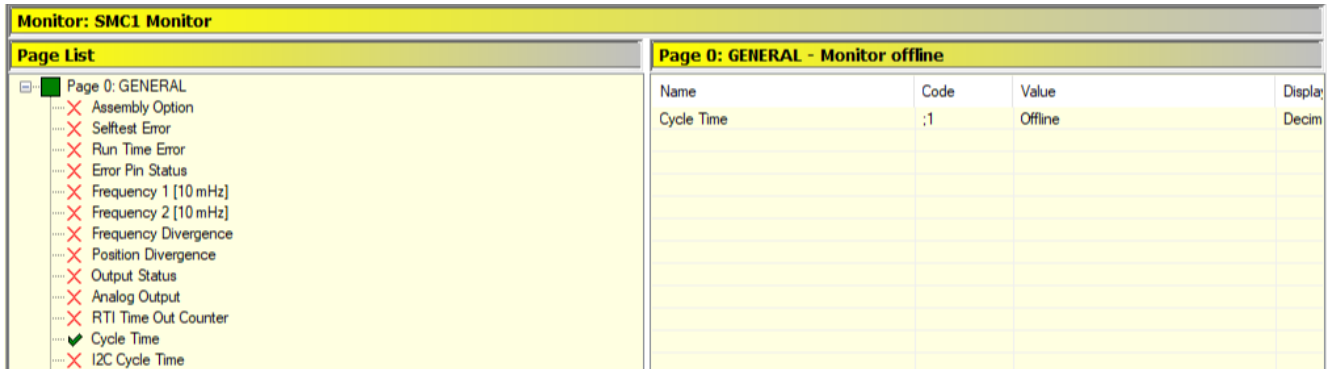 Monitor: SMC1 Monitor
Page List
Page 0: GENERAL
Assembly Option
Selftest Error
Run Time Error
Error Pin Status
Frequency 1 [10 mHz]
Frequency 2 [10 mHz]
Frequency Divergence
Position Divergence
Output Status
Analog Output
RTI Time Out Counter
Cycle Time
I2C Cycle Time
Page 0: GENERAL - Monitor offline
Name Code Value Display
Cycle Time ;1 Offline Decim